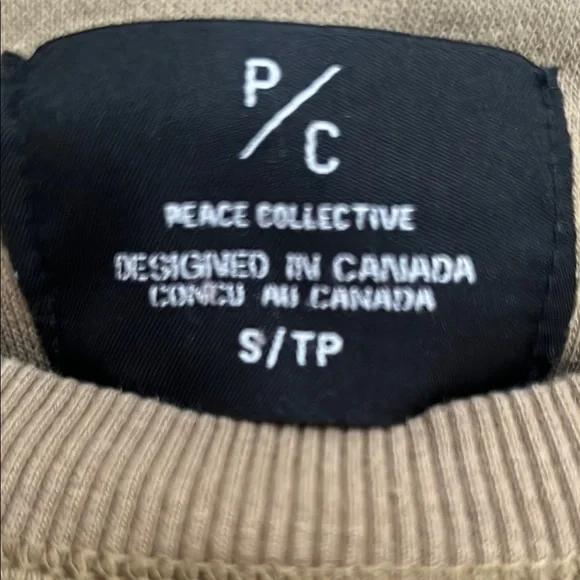 P/C
PEACE COLLECTIVE
DESIGNED IN CANADA
CONCU AU CANADA
S/TP